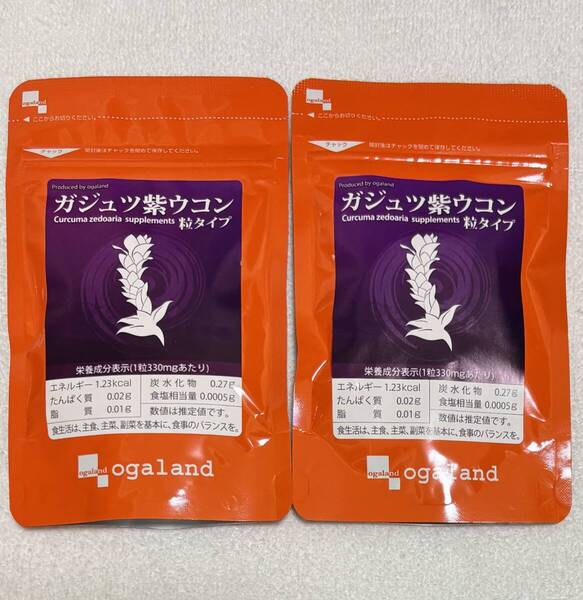 ogaland
ここからお切りください。
チャック 開封後はチャックを閉めて保存してください。
Produced by ogaland
ガジュツ紫ウコン
Curcuma zedoaria supplements 粒タイプ
栄養成分表示(1粒330mgあたり)
エネルギー 1.23kcal 炭水化物 0.27g
たんぱく質 0.02g 食塩相当量 0.0005g
脂質 0.01g 数値は推定値です。
食生活は、主食、主菜、副菜を基本に、食事のバランスを。
ogaland ogaland
ogaland
ここからお切りください。
チャック 開封後はチャックを閉めて保存してください。
Produced by ogaland
ガジュツ紫ウコン
Curcuma zedoaria supplements 粒タイプ
栄養成分表示(1粒330mgあたり)
エネルギー 1.23kcal 炭水化物 0.27g
たんぱく質 0.02g 食塩相当量 0.0005g
脂質 0.01g 数値は推定値です。
食生活は、主食、主菜、副菜を基本に、食事のバランスを。
ogaland ogaland